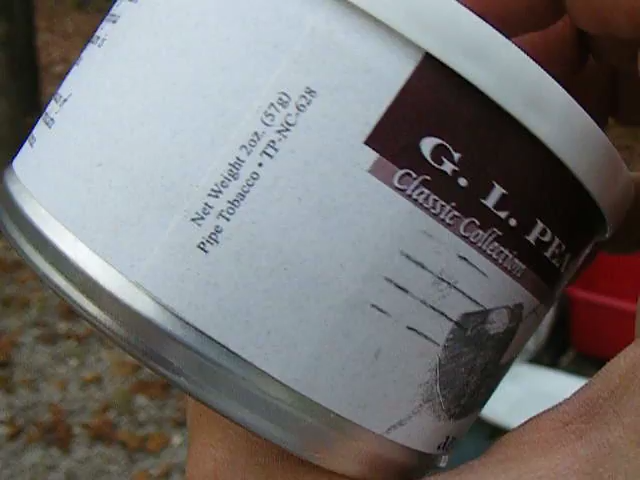 Net Weight 2oz. (57g)
Pipe Tobacco • TP-NC-628
G. L. PEA
Classic Collection